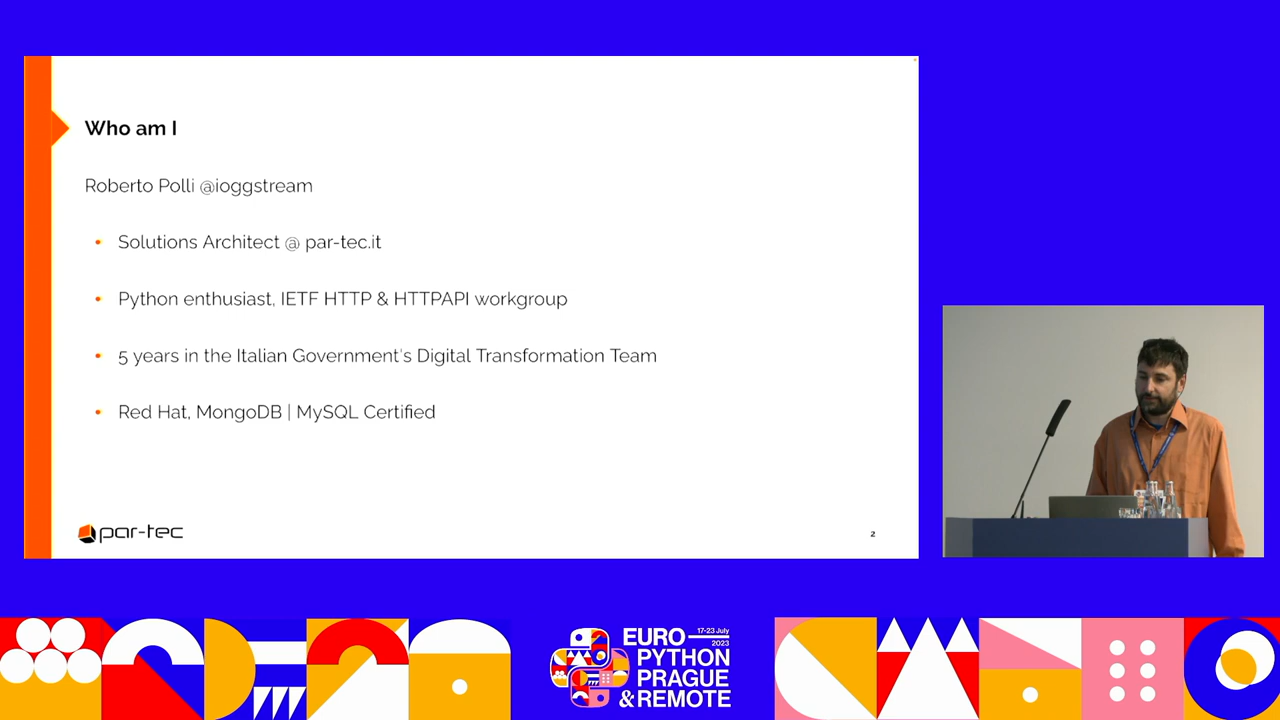 Who am I
Roberto Polli @ioggstream
• Solutions Architect @ par-tec.it
• Python enthusiast, IETF HTTP & HTTPAPI workgroup
• 5 years in the Italian Government's Digital Transformation Team
• Red Hat, MongoDB | MySQL Certified
par-tec
2
EURO
17-23 July
2023
PYTHON
PRAGUE
& REMOTE